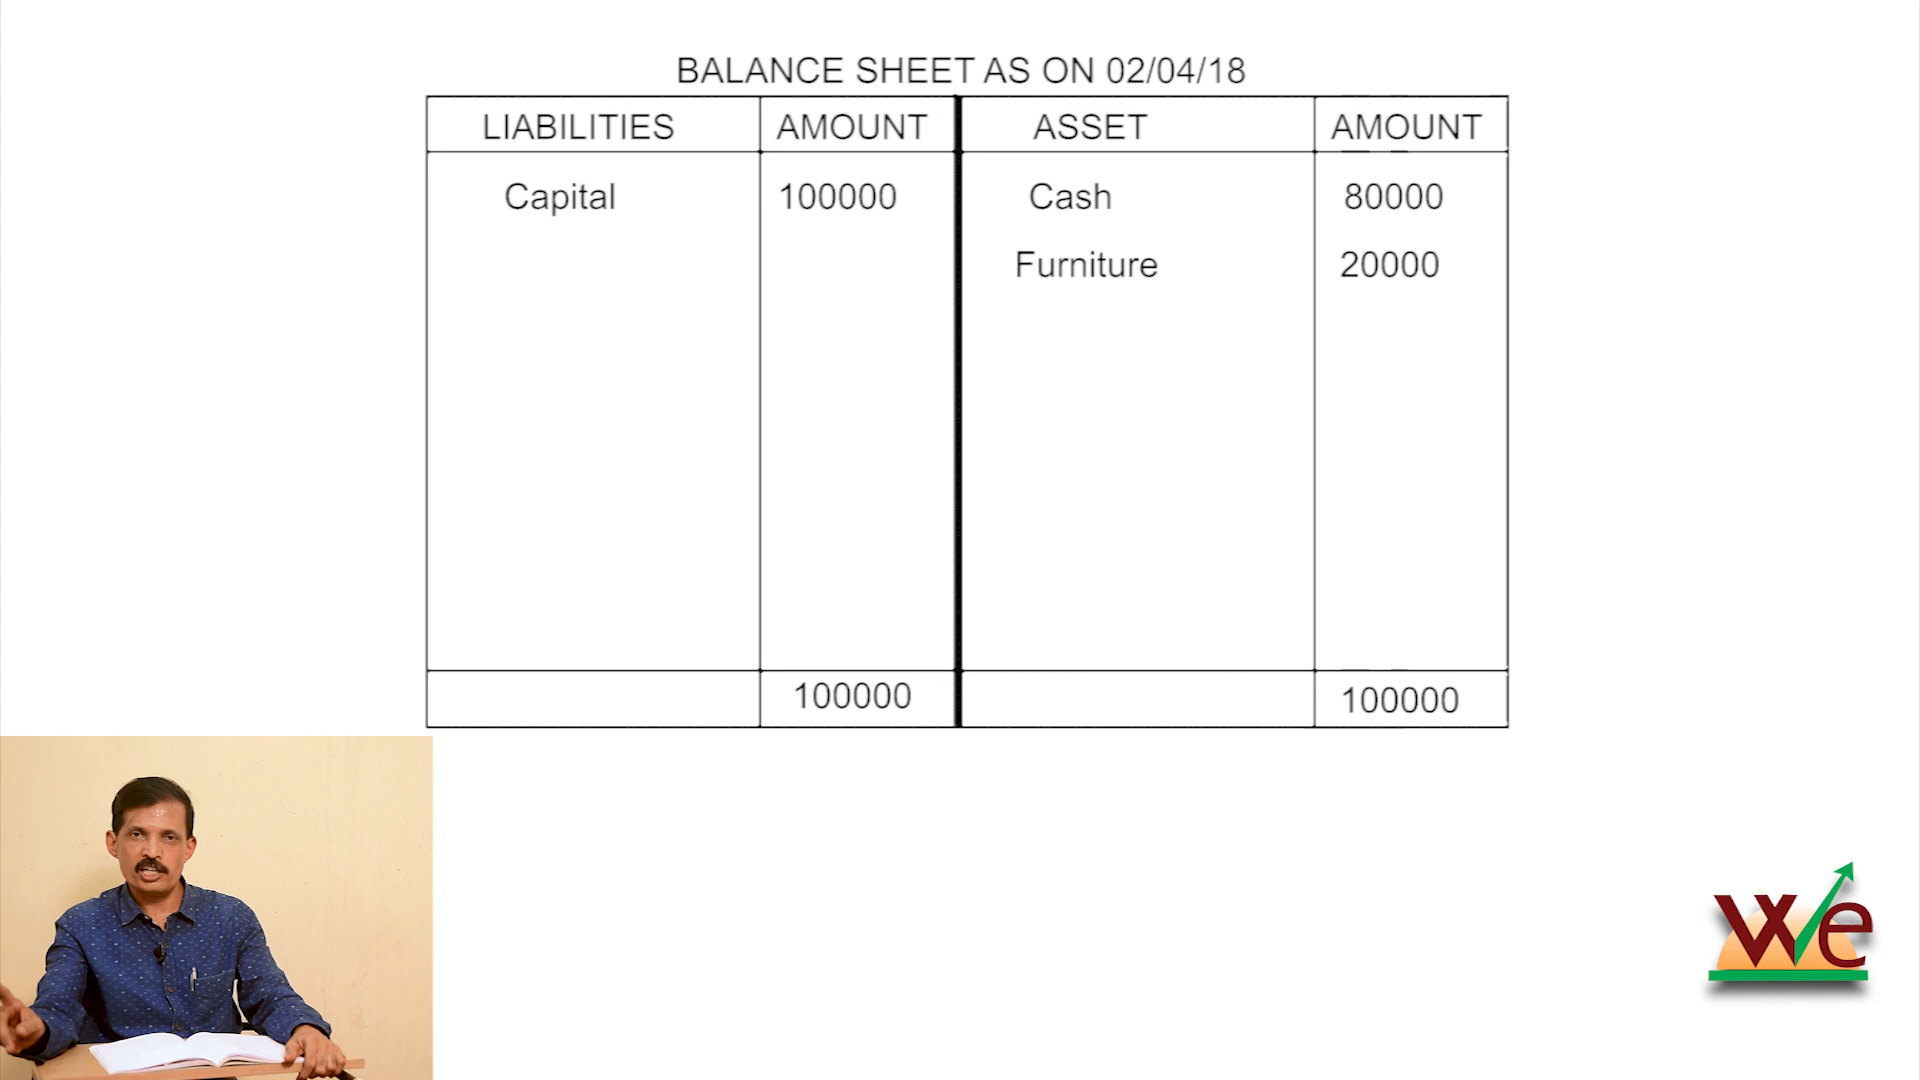 BALANCE SHEET AS ON 02/04/18
LIABILITIES AMOUNT ASSET AMOUNT
Capital 100000 Cash 80000
Furniture 20000
100000 100000
We